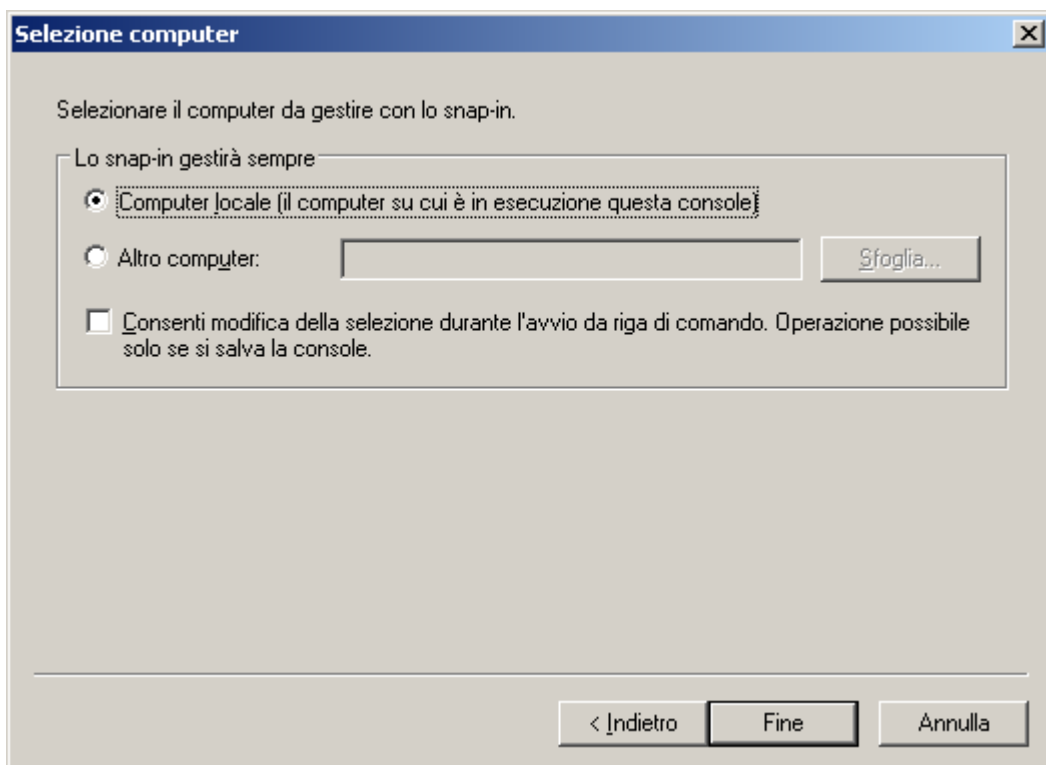 Selezione computer
Selezionare il computer da gestire con lo snap-in.
Lo snap-in gestirà sempre
Computer locale (il computer su cui è in esecuzione questa console)
Altro computer:
Sfoglia...
Consenti modifica della selezione durante l'avvio da riga di comando. Operazione possibile
solo se si salva la console.
< Indietro
Fine
Annulla